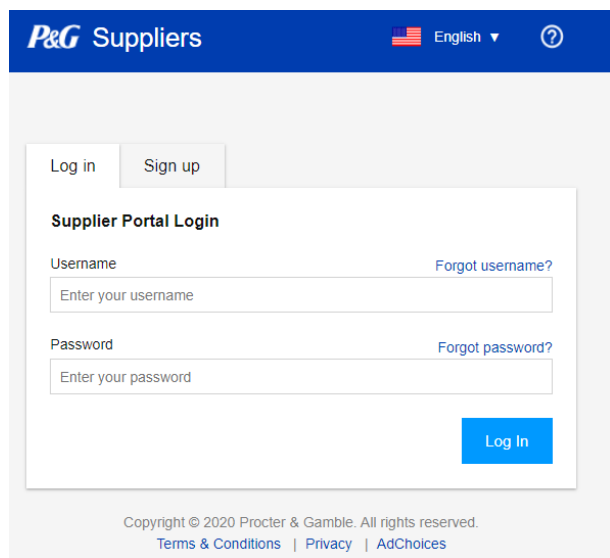 P&G Suppliers English ▼ ?
Log in Sign up
Supplier Portal Login
Username Forgot username?
Enter your username
Password Forgot password?
Enter your password
Log In
Copyright © 2020 Procter & Gamble. All rights reserved.
Terms & Conditions | Privacy | AdChoices